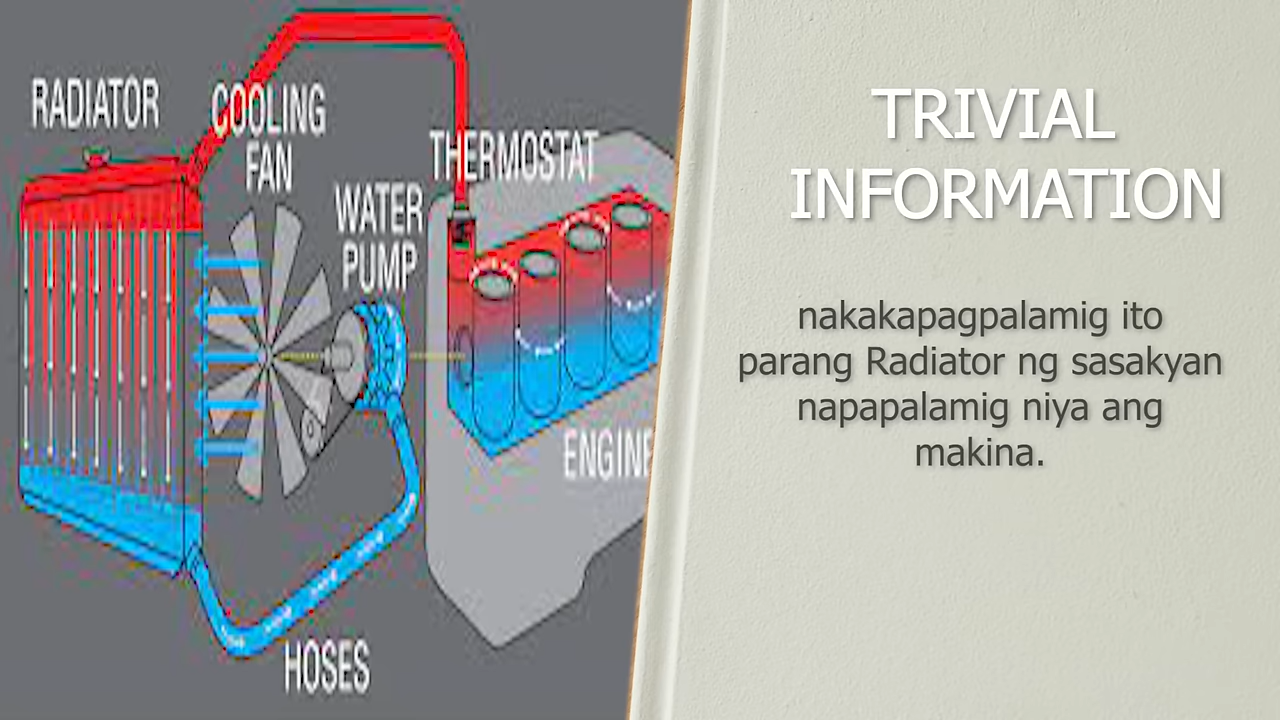 RADIATOR
COOLING
FAN
THERMOSTAT
WATER
PUMP
ENGINE
HOSES
TRIVIAL
INFORMATION
nakakapagpalamig ito
parang Radiator ng sasakyan
napapalamig niya ang
makina.